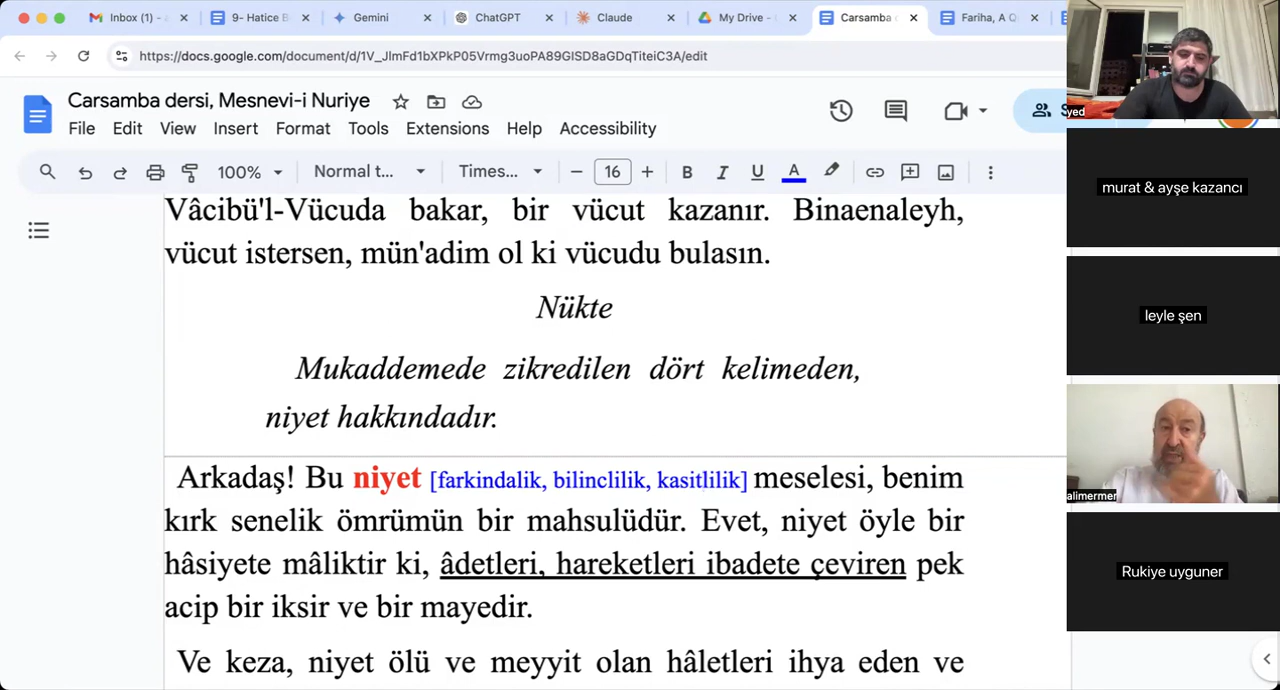 Inbox (1) -
9- Hatice B
Gemini
ChatGPT
Claude
My Drive -
Carsamba
Fariha, A Q
https://docs.google.com/document/d/1V_JlmFd1bXPkP05Vrmg3uoPA89GlSD8aGDqTiteiC3A/edit
Carsamba dersi, Mesnevi-i Nuriye
File Edit View Insert Format Tools Extensions Help Accessibility
100% Normal t... Times... 16 B I U A
Vâcibü'l-Vücuda bakar, bir vücut kazanır. Binaenaleyh,
vücut istersen, mün'adim ol ki vücudu bulasın.
Nükte
Mukaddemede zikredilen dört kelimeden,
niyet hakkındadır.
Arkadaş! Bu niyet [farkindalik, bilinclilik, kasitlilik] meselesi, benim
kırk senelik ömrümün bir mahsulüdür. Evet, niyet öyle bir
hâsiyete mâliktir ki, âdetleri, hareketleri ibadete çeviren pek
acip bir iksir ve bir mayedir.
Ve keza, niyet ölü ve meyyit olan hâletleri ihya eden ve
syed
murat & ayşe kazancı
leyle şen
alimermer
Rukiye uyguner